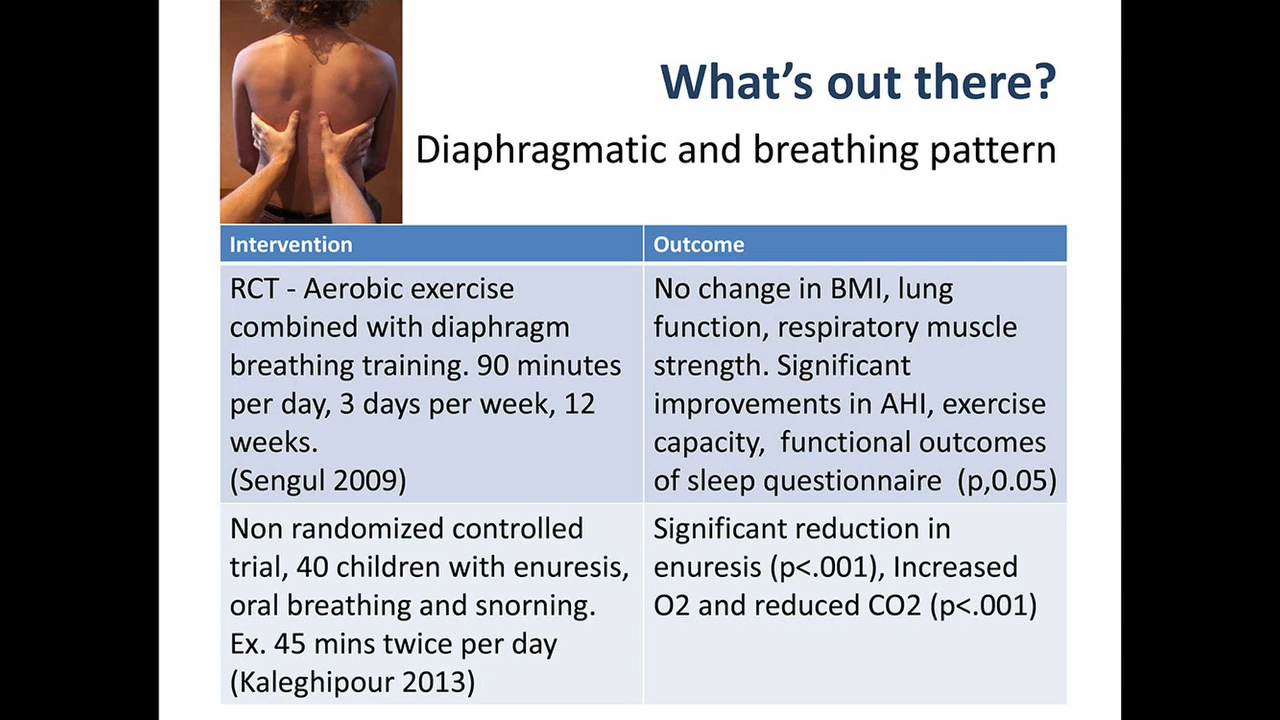 What's out there?
Diaphragmatic and breathing pattern
Intervention
Outcome
RCT - Aerobic exercise
combined with diaphragm
breathing training. 90 minutes
per day, 3 days per week, 12
weeks.
(Sengul 2009)
No change in BMI, lung
function, respiratory muscle
strength. Significant
improvements in AHI, exercise
capacity,  functional outcomes
of sleep questionnaire  (p,0.05)
Non randomized controlled
trial, 40 children with enuresis,
oral breathing and snorning.
Ex. 45 mins twice per day
(Kaleghipour 2013)
Significant reduction in
enuresis (p<.001), Increased
O2 and reduced CO2 (p<.001)